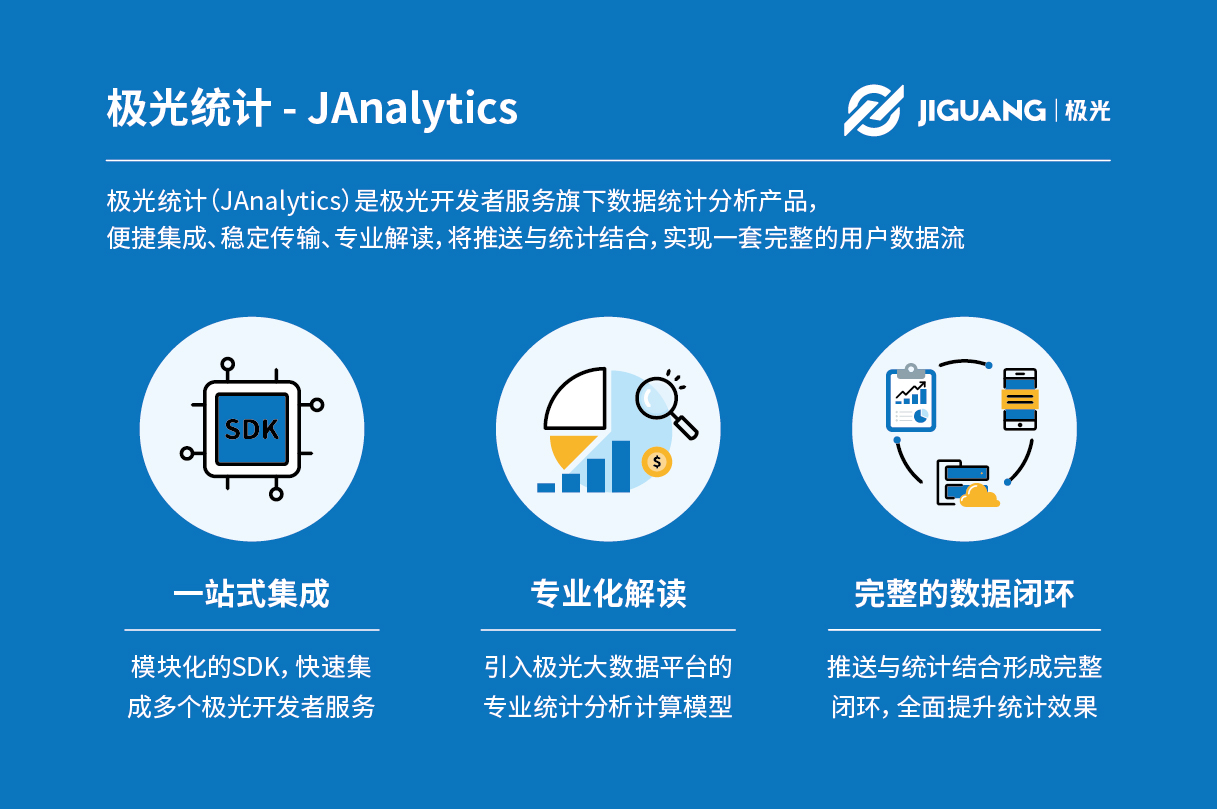 极光统计 - JAnalytics
JIGUANG | 极光
极光统计（JAnalytics）是极光开发者服务旗下数据统计分析产品，
便捷集成、稳定传输、专业解读，将推送与统计结合，实现一套完整的用户数据流
SDK
$
一站式集成
模块化的SDK，快速集
成多个极光开发者服务
专业化解读
引入极光大数据平台的
专业统计分析计算模型
完整的数据闭环
推送与统计结合形成完整
闭环，全面提升统计效果